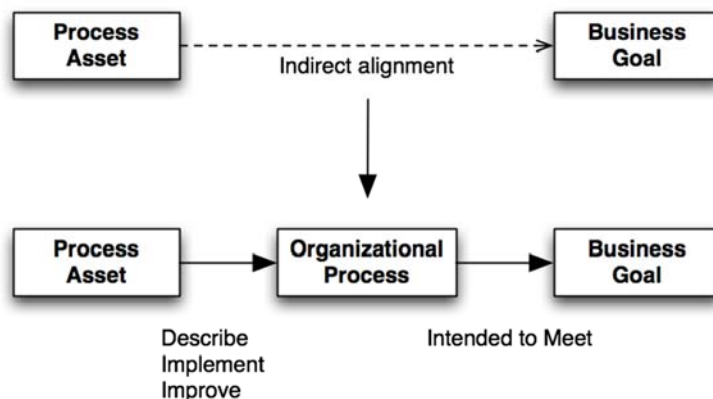 Process
Asset
Business
Goal
Indirect alignment
Process
Asset
Organizational
Process
Business
Goal
Describe
Implement
Improve
Intended to Meet